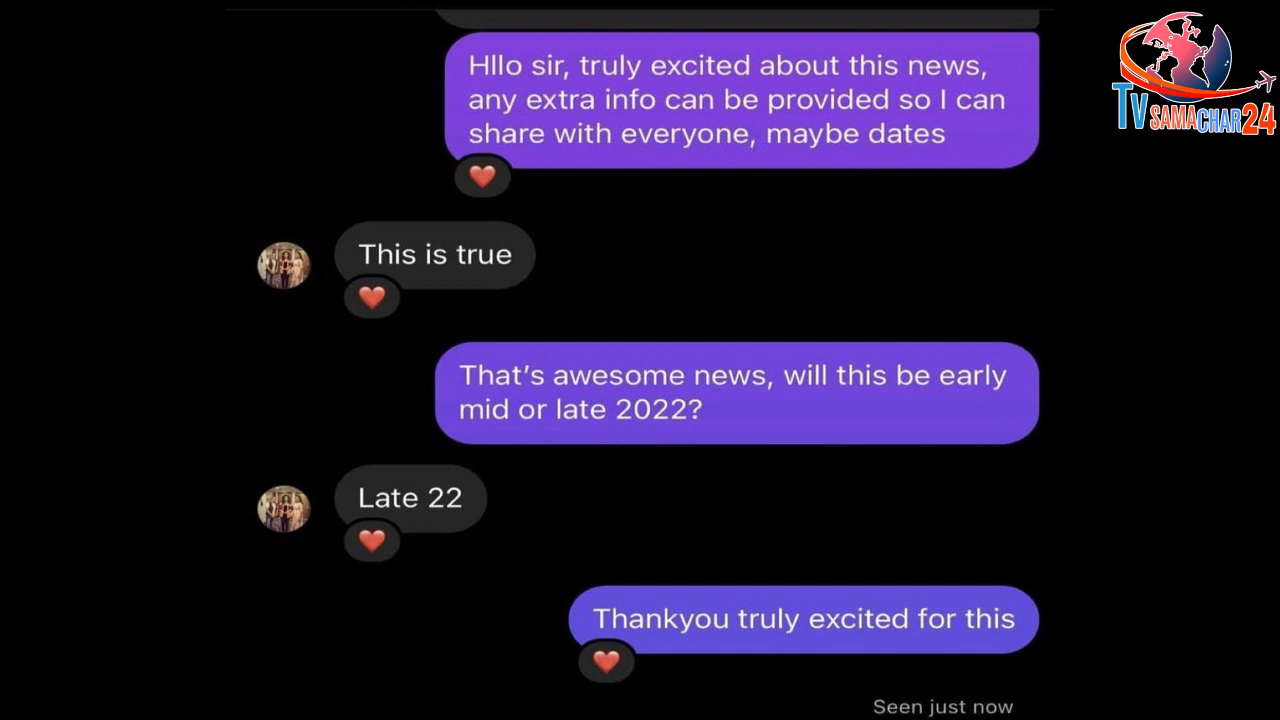 Hllo sir, truly excited about this news,
any extra info can be provided so I can
share with everyone, maybe dates
This is true
That's awesome news, will this be early
mid or late 2022?
Late 22
Thankyou truly excited for this
Seen just now
TV SAMACHAR24